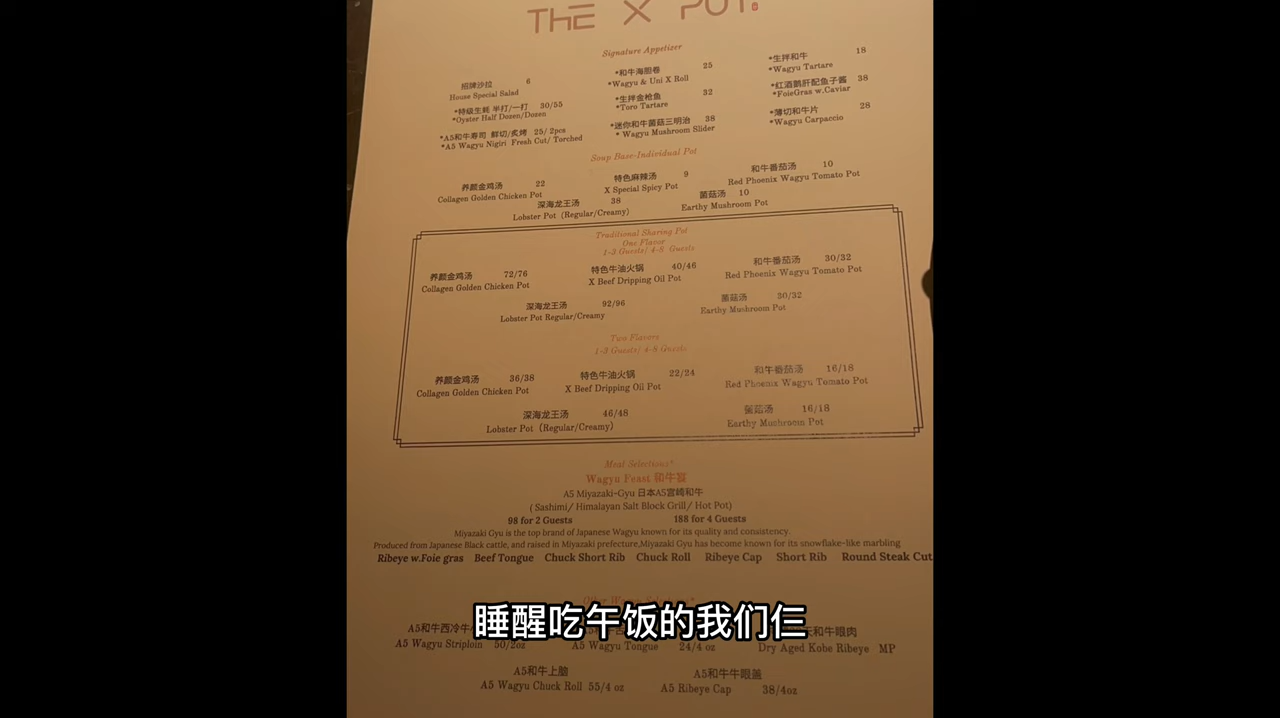 THE X POT
Signature Appetizer
招牌沙拉 6
House Special Salad
*和牛海胆卷 25
*Wagyu & Uni X Roll
*生拌和牛 18
*Wagyu Tartare
*特级生蚝 半打/一打 30/55
*Oyster Half Dozen/Dozen
*生拌金枪鱼 32
*Toro Tartare
*红酒鹅肝配鱼子酱 38
*FoieGras w.Caviar
*A5和牛寿司 鲜切/炙烤 25/2pcs
*A5 Wagyu Nigiri Fresh Cut/ Torched
*迷你和牛菌菇三明治 38
* Wagyu Mushroom Slider
*薄切和牛片 28
*Wagyu Carpaccio
Soup Base-Individual Pot
养颜金鸡汤 22
Collagen Golden Chicken Pot
特色麻辣汤 9
X Special Spicy Pot
和牛番茄汤 10
Red Phoenix Wagyu Tomato Pot
深海龙王汤 38
Lobster Pot (Regular/Creamy)
菌菇汤 10
Earthy Mushroom Pot
Traditional Sharing Pot
One Flavor
1-3 Guests/ 4-8 Guests
养颜金鸡汤 72/76
Collagen Golden Chicken Pot
特色牛油火锅 40/46
X Beef Dripping Oil Pot
和牛番茄汤 30/32
Red Phoenix Wagyu Tomato Pot
深海龙王汤 92/96
Lobster Pot Regular/Creamy
菌菇汤 30/32
Earthy Mushroom Pot
Two Flavors
1-3 Guests/ 4-8 Guests
养颜金鸡汤 36/38
Collagen Golden Chicken Pot
特色牛油火锅 22/24
X Beef Dripping Oil Pot
和牛番茄汤 16/18
Red Phoenix Wagyu Tomato Pot
深海龙王汤 46/48
Lobster Pot (Regular/Creamy)
菌菇汤 16/18
Earthy Mushroom Pot
Meat Selections*
Wagyu Feast 和牛宴
A5 Miyazaki-Gyu 日本A5宫崎和牛
( Sashimi/ Himalayan Salt Block Grill/ Hot Pot)
98 for 2 Guests 188 for 4 Guests
Miyazaki Gyu is the top brand of Japanese Wagyu known for its quality and consistency.
Produced from Japanese Black cattle, and raised in Miyazaki prefecture,Miyazaki Gyu has become known for its snowflake-like marbling
Ribeye w.Foie gras Beef Tongue Chuck Short Rib Chuck Roll Ribeye Cap Short Rib Round Steak Cut
Other Wagyu Selections*
睡醒吃午饭的我们仨
A5和牛西冷牛
A5 Wagyu Striploin 50/2oz
A5 Wagyu Tongue 24/4 oz
和牛眼肉
Dry Aged Kobe Ribeye MP
A5和牛上脑
A5 Wagyu Chuck Roll 55/4 oz
A5和牛牛眼盖
A5 Ribeye Cap 38/4oz